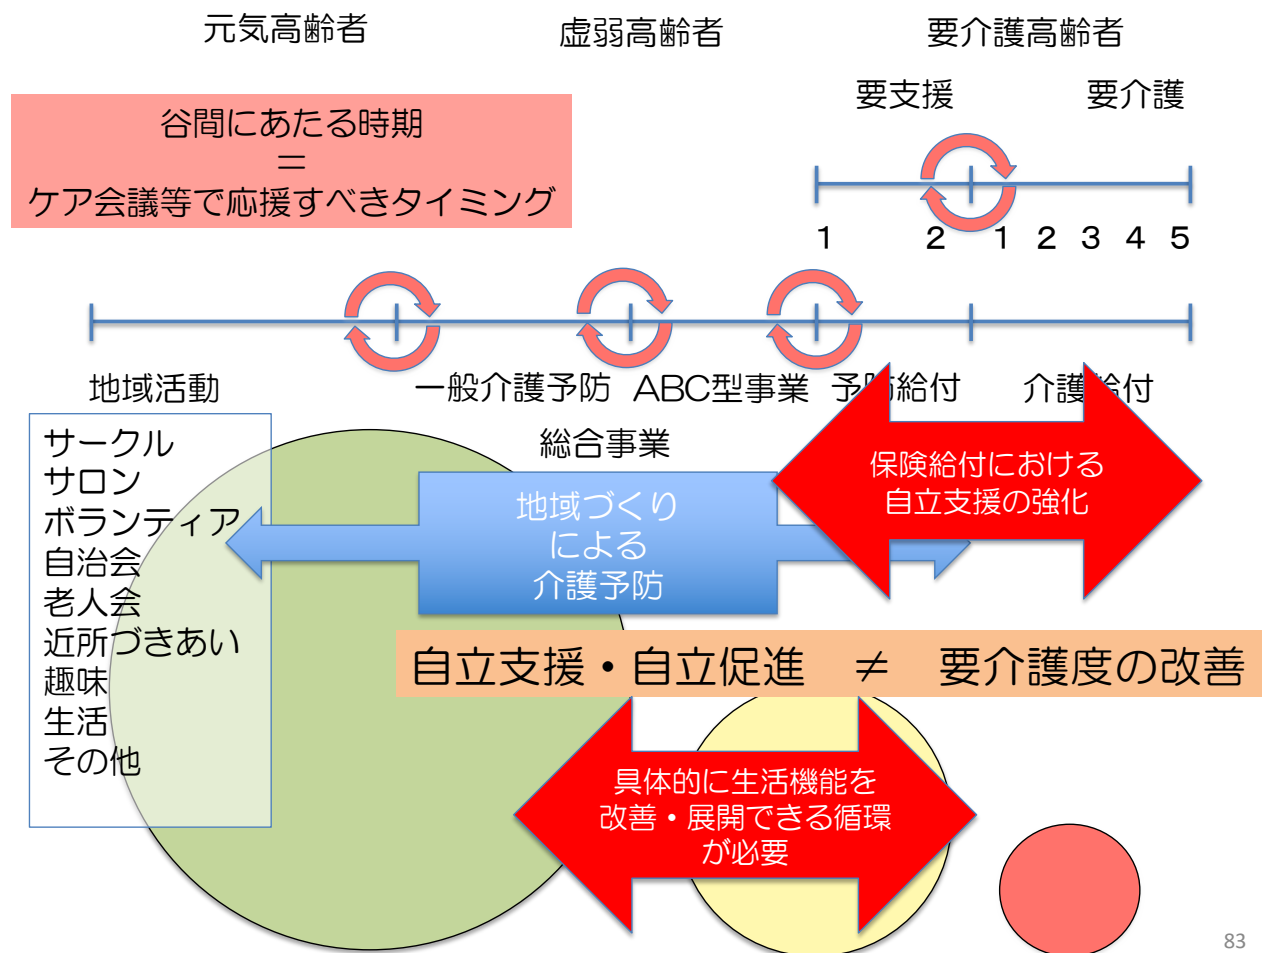 元気高齢者
虚弱高齢者
要介護高齢者
要支援
要介護
谷間にあたる時期
＝
ケア会議等で応援すべきタイミング
1 2 1 2 3 4 5
地域活動
一般介護予防
ABC型事業
予防給付
介護給付
サークル
サロン
ボランティア
自治会
老人会
近所づきあい
趣味
生活
その他
総合事業
地域づくり
による
介護予防
保険給付における
自立支援の強化
自立支援・自立促進　≠　要介護度の改善
具体的に生活機能を
改善・展開できる循環
が必要
83